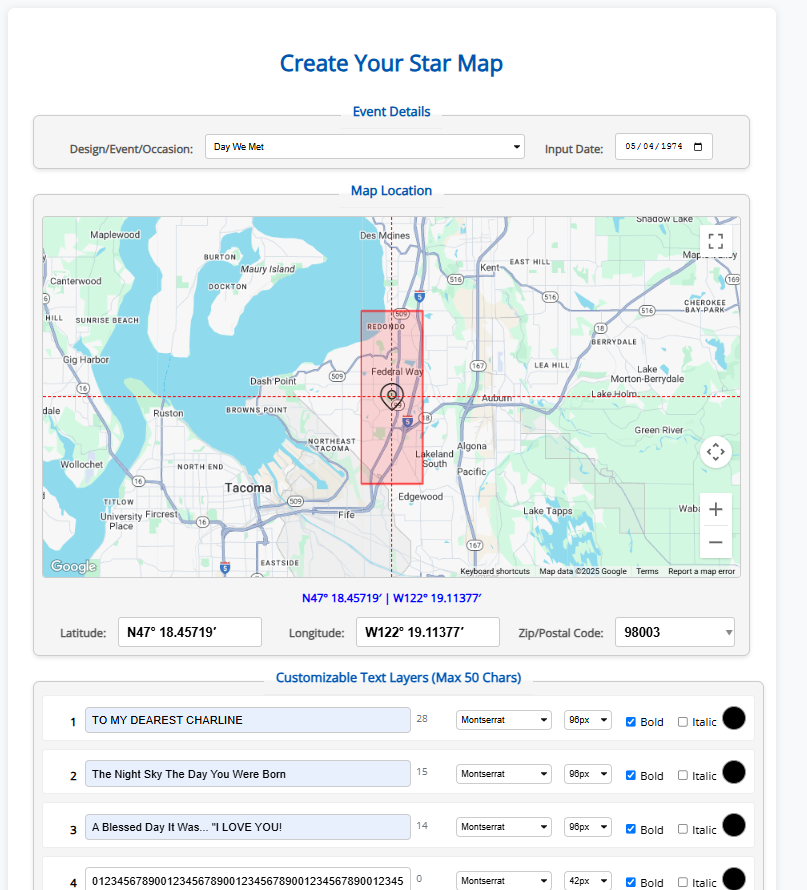 Create Your Star Map
Event Details
Design/Event/Occasion:
Day We Met
Input Date:
05/04/1974
Map Location
Maplewood
Des Moines
Shadow Lake
BURTON
Maury Island
Kent
EAST HILL
Maple Valley
Canterwood
DOCKTON
516
169
5
516
CHEROKEE
BAY PARK
HILL
SUNRISE BEACH
509
516
REDONDO
18
BERRYDALE
Gig Harbor
Federal Way
167
LEA HILL
Lake
Morton-Berrydale
16
Dash Point
509
Auburn
Lake Holm
dale
Ruston
BROWNS POINT
99
18
5
Green River
NORTHEAST
TACOMA
Algona
Wollochet
NORTH END
Lakeland
South
Pacific
16
Tacoma
Edgewood
TITLOW
509
Lake Tapps
University
Place
Fircrest
16
Fife
167
5
EASTSIDE
Google
Keyboard shortcuts
Map data ©2025 Google
Terms
Report a map error
N47° 18.45719′ | W122° 19.11377′
Latitude:
N47° 18.45719′
Longitude:
W122° 19.11377′
Zip/Postal Code:
98003
Customizable Text Layers (Max 50 Chars)
1 TO MY DEAREST CHARLINE 28 Montserrat 96px Bold Italic
2 The Night Sky The Day You Were Born 15 Montserrat 96px Bold Italic
3 A Blessed Day It Was... "I LOVE YOU! 14 Montserrat 96px Bold Italic
4 01234567890012345678900123456789001234567890012345 0 Montserrat 42px Bold Italic